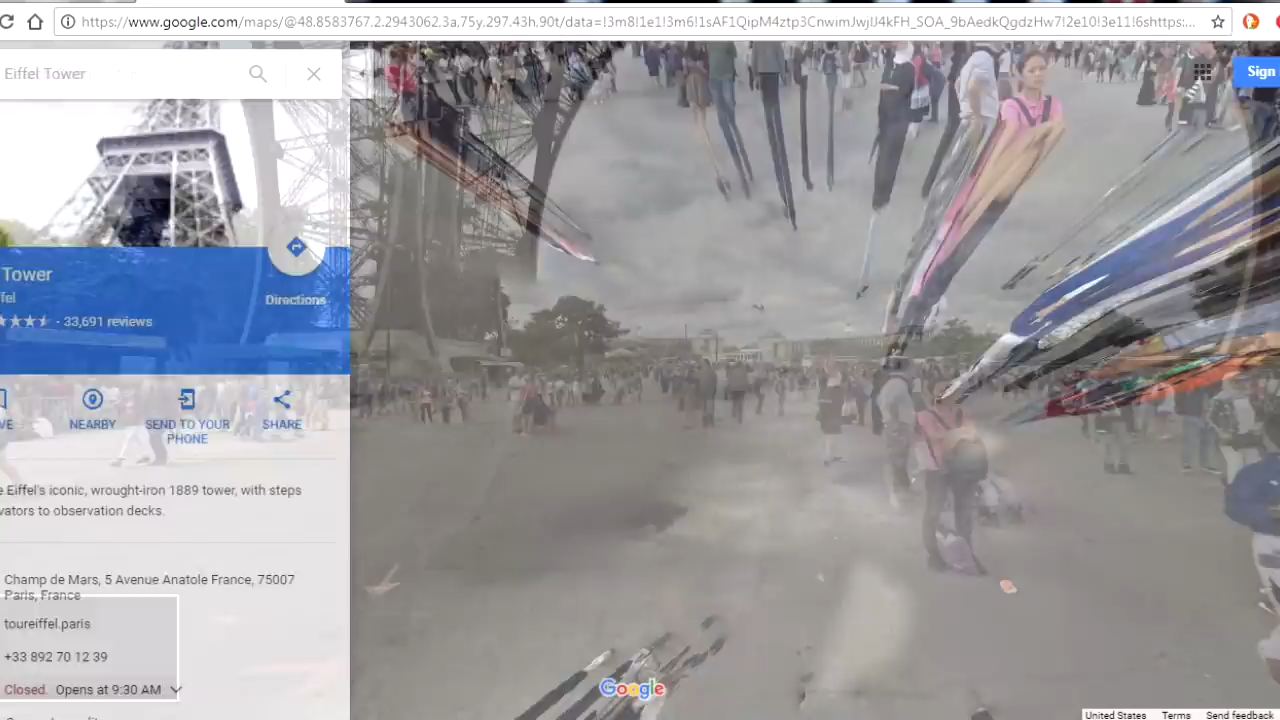 https://www.google.com/maps/@48.8583767,2.2943062,3a,75y,297.43h,90t/data=!3m8!1e1!3m6!1sAF1QipM4ztp3CnwimJwjlJ4kFH_SOA_9bAedkQgdzHw7!2e10!3e11!6shttps:...
Eiffel Tower
Sign
Tower
ffel
Directions
· 33,691 reviews
VE
NEARBY
SEND TO YOUR
PHONE
SHARE
e Eiffel's iconic, wrought-iron 1889 tower, with steps
vators to observation decks.
Champ de Mars, 5 Avenue Anatole France, 75007
Paris, France
toureiffel.paris
+33 892 70 12 39
Closed. Opens at 9:30 AM
Google
United States Terms Send feedback